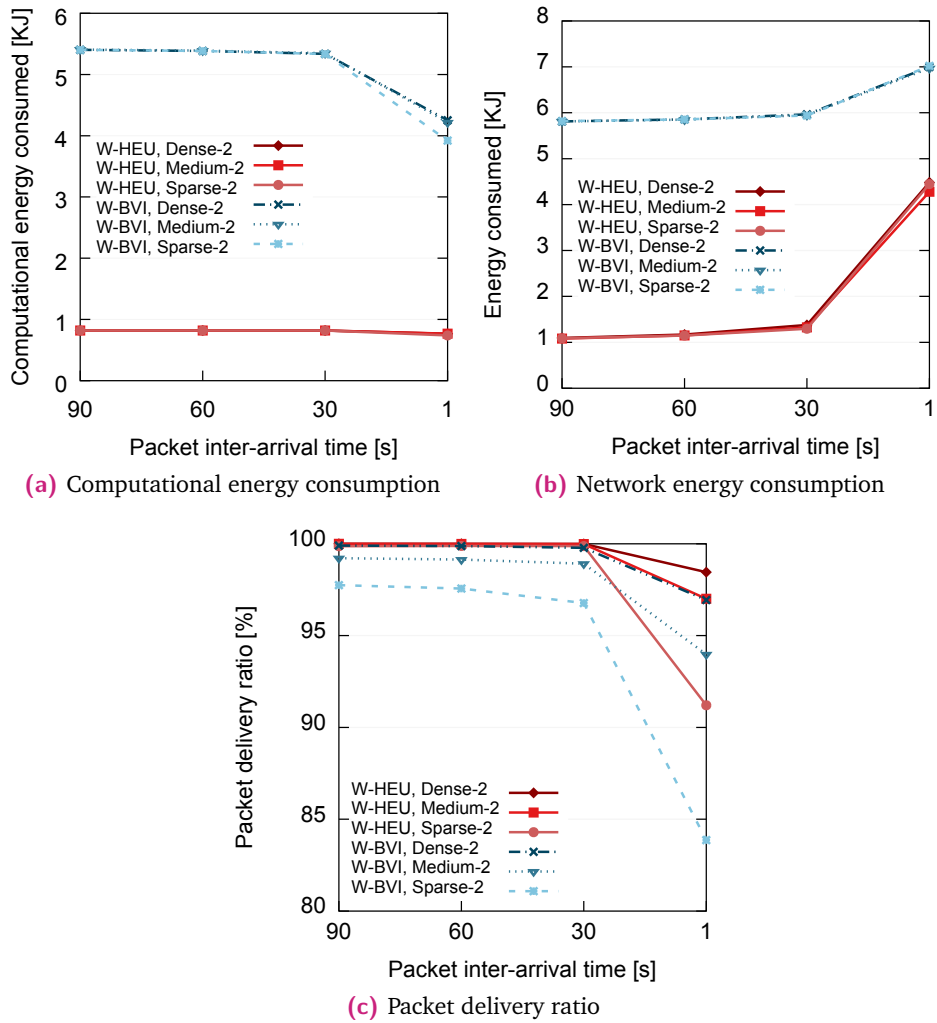 Computational energy consumed [KJ]
6
5
4
3
2
1
0
W-HEU, Dense-2
W-HEU, Medium-2
W-HEU, Sparse-2
W-BVI, Dense-2
W-BVI, Medium-2
W-BVI, Sparse-2
90 60 30 1
Packet inter-arrival time [s]
(a) Computational energy consumption
Energy consumed [KJ]
8
7
6
5
4
3
2
1
0
W-HEU, Dense-2
W-HEU, Medium-2
W-HEU, Sparse-2
W-BVI, Dense-2
W-BVI, Medium-2
W-BVI, Sparse-2
90 60 30 1
Packet inter-arrival time [s]
(b) Network energy consumption
Packet delivery ratio [%]
100
95
90
85
80
W-HEU, Dense-2
W-HEU, Medium-2
W-HEU, Sparse-2
W-BVI, Dense-2
W-BVI, Medium-2
W-BVI, Sparse-2
90 60 30 1
Packet inter-arrival time [s]
(c) Packet delivery ratio